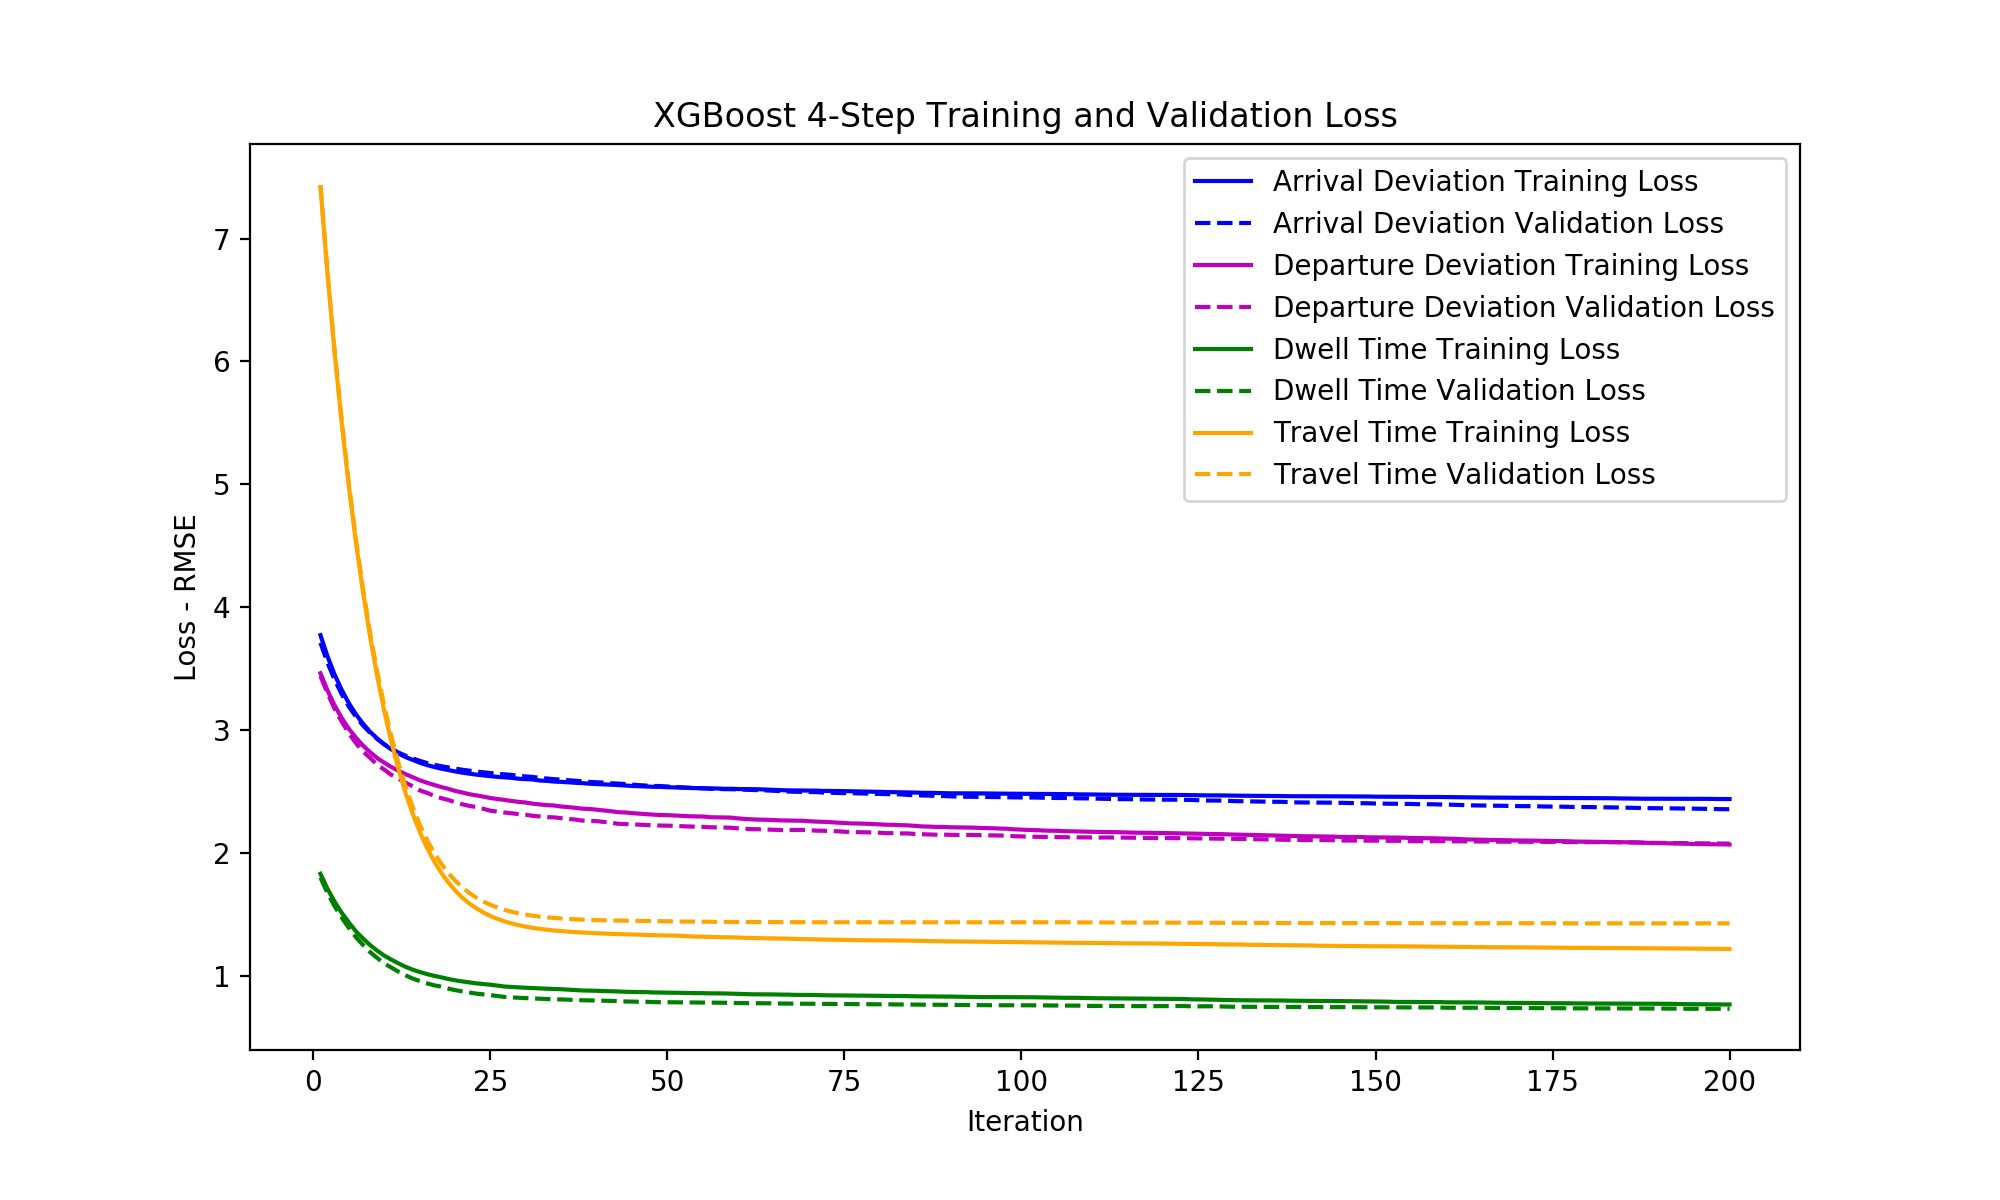 XGBoost 4-Step Training and Validation Loss
Arrival Deviation Training Loss
Arrival Deviation Validation Loss
Departure Deviation Training Loss
Departure Deviation Validation Loss
Dwell Time Training Loss
Dwell Time Validation Loss
Travel Time Training Loss
Travel Time Validation Loss
Loss - RMSE
7
6
5
4
3
2
1
0 25 50 75 100 125 150 175 200
Iteration